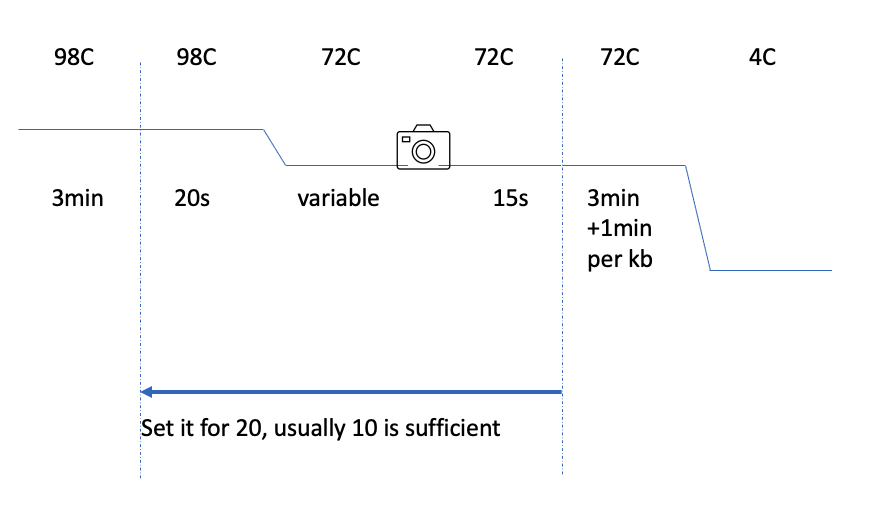 98C 98C 72C 72C 72C 4C
3min 20s variable 15s 3min
+1min
per kb
Set it for 20, usually 10 is sufficient